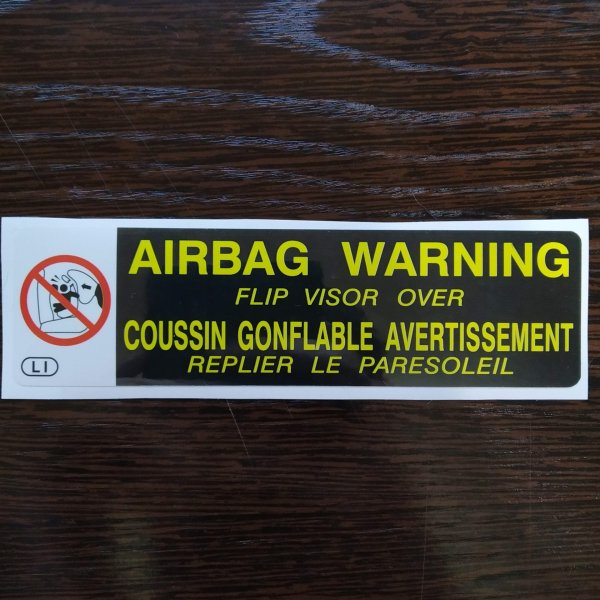 AIRBAG WARNING
FLIP VISOR OVER
COUSSIN GONFLABLE AVERTISSEMENT
REPLIER LE PARESOLEIL
LI